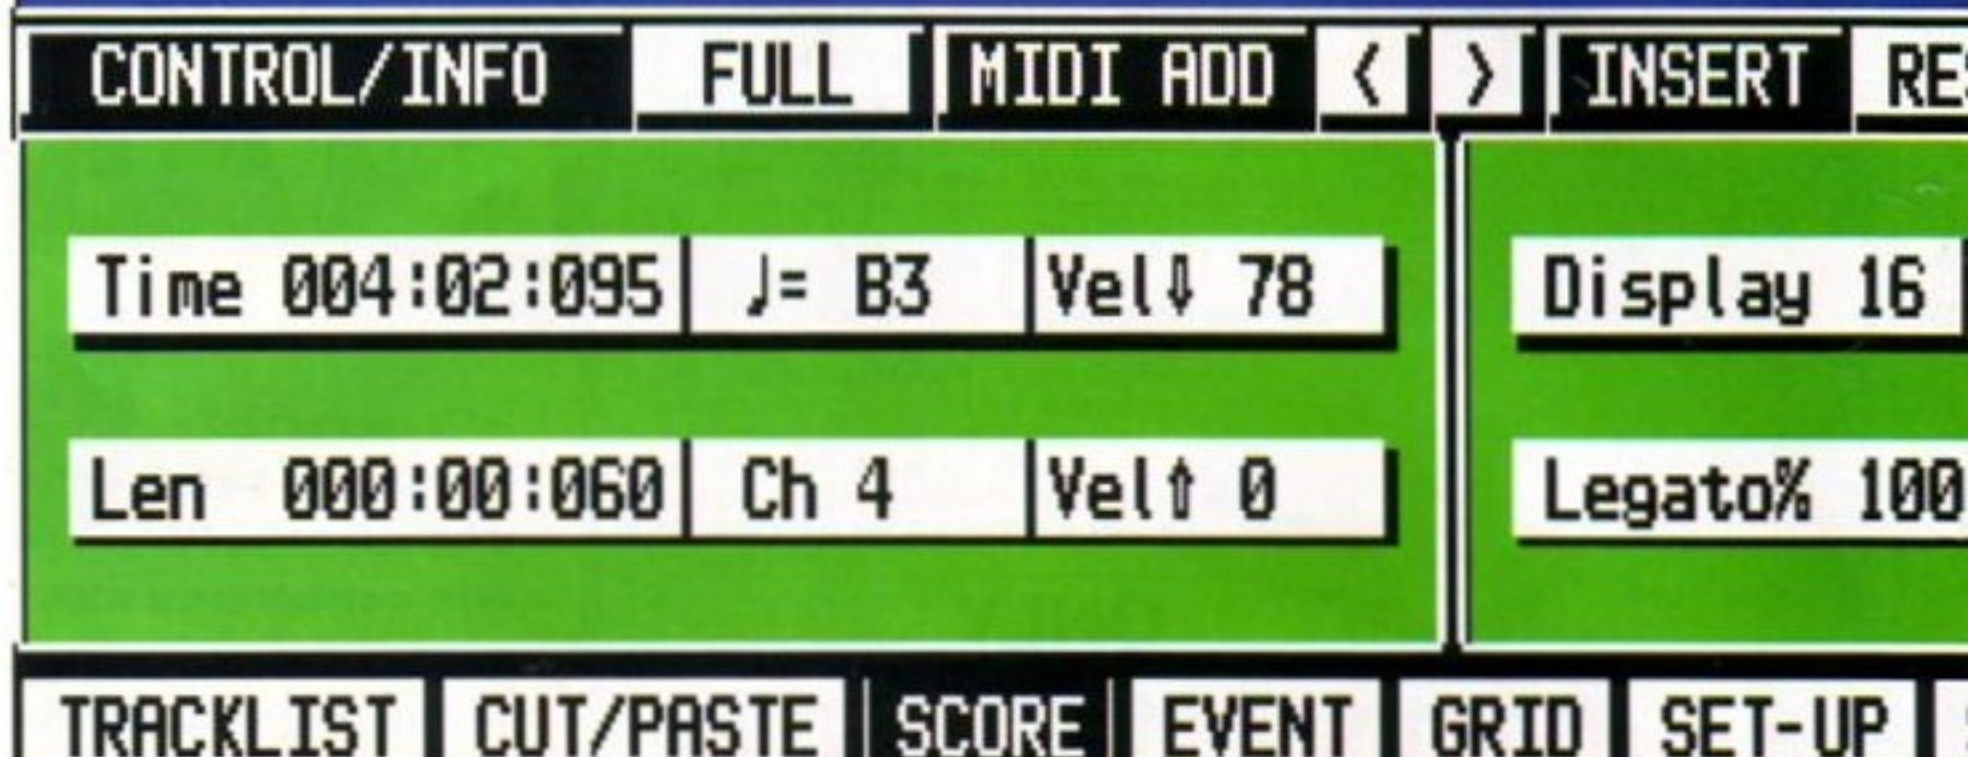 CONTROL/INFO FULL MIDI ADD < > INSERT
Time 004:02:095 ♩= B3 Vel⇩ 78 Display 16
Len 000:00:060 Ch 4 Vel⇧ 0 Legato% 100
TRACKLIST CUT/PASTE SCORE EVENT GRID SET-UP